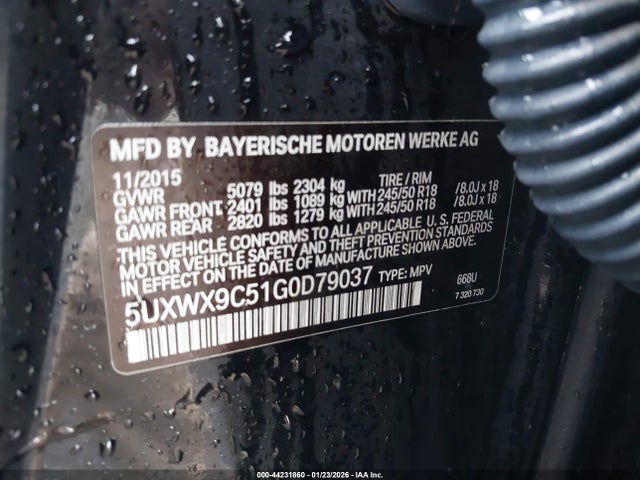 MFD BY BAYERISCHE MOTOREN WERKE AG
11/2015 TIRE / RIM
GVWR 5079 lbs 2304 kg
GAWR FRONT: 2401 lbs 1089 kg WITH 245/50 R18 /8.0J x 18
GAWR REAR 2820 lbs 1279 kg WITH 245/50 R18 /8.0J x 18
THIS VEHICLE CONFORMS TO ALL APPLICABLE U.S. FEDERAL
MOTOR VEHICLE SAFETY AND THEFT PREVENTION STANDARDS
IN EFFECT ON THE DATE OF MANUFACTURE SHOWN ABOVE.
5UXWX9C51G0D79037 TYPE: MPV 668U
7 320 730
000-44231860 | 01/23/2026 - IAA Inc.